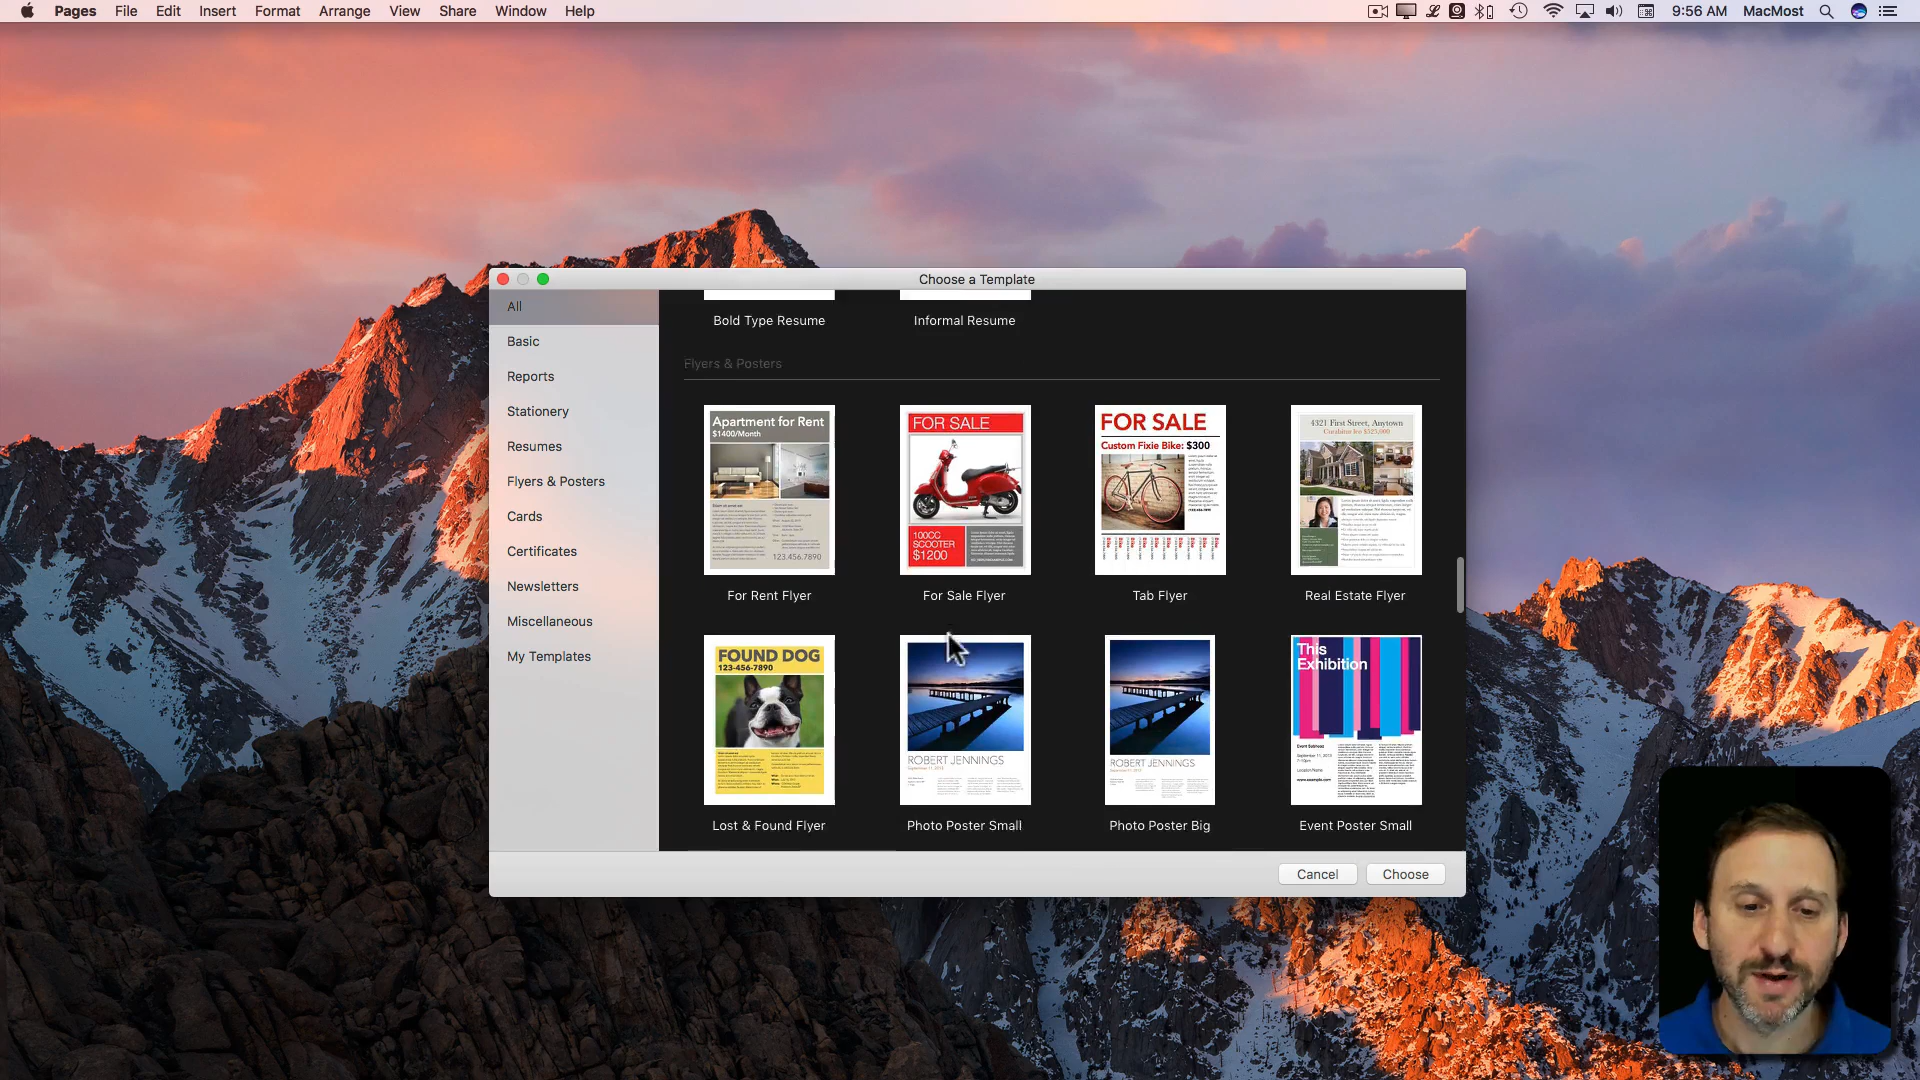 Pages File Edit Insert Format Arrange View Share Window Help
9:56 AM MacMost
Choose a Template
All
Basic
Reports
Stationery
Resumes
Flyers & Posters
Cards
Certificates
Newsletters
Miscellaneous
My Templates
Bold Type Resume
Informal Resume
Flyers & Posters
Apartment for Rent
$1400/Month
123.456.7890
FOR SALE
100CC
SCOOTER
$1200
FOR SALE
Custom Fixie Bike: $300
4321 First Street, Anytown
For Rent Flyer
For Sale Flyer
Tab Flyer
Real Estate Flyer
FOUND DOG
123-456-7890
ROBERT JENNINGS
September 11, 2013
ROBERT JENNINGS
This
Exhibition
Lost & Found Flyer
Photo Poster Small
Photo Poster Big
Event Poster Small
Cancel
Choose